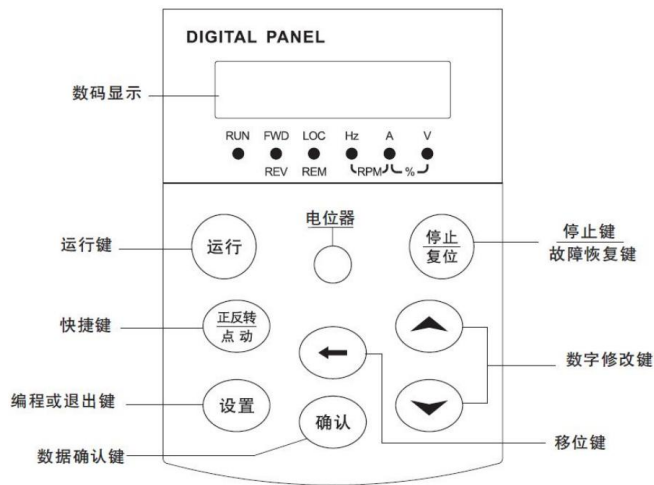 DIGITAL PANEL
数码显示
RUN FWD LOC Hz A V
REV REM RPM %
电位器
运行键
运行
停止
复位
停止键
故障恢复键
快捷键
正反转
点动
数字修改键
编程或退出键
设置
确认
移位键
数据确认键